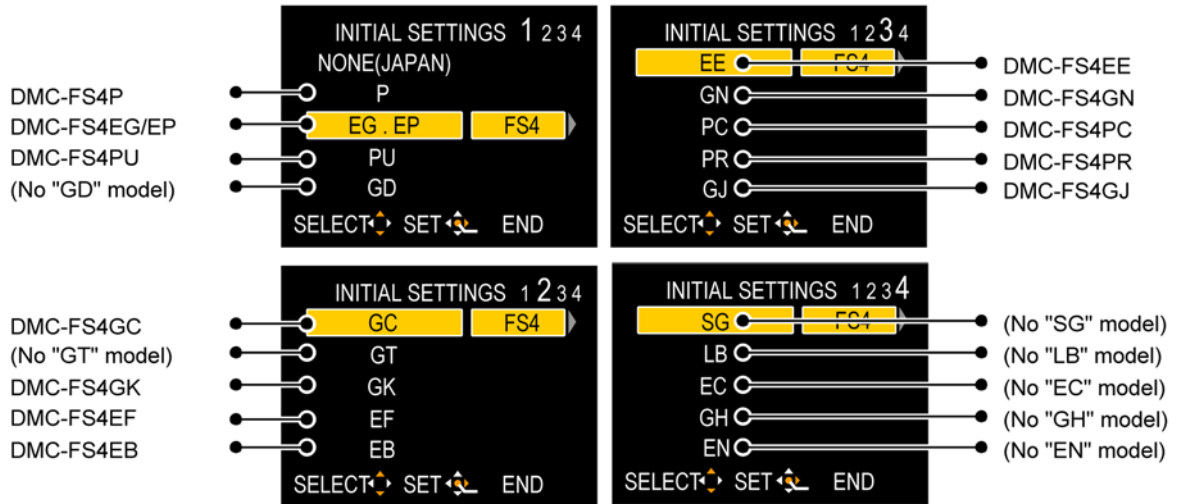 INITIAL SETTINGS 1 2 3 4
NONE(JAPAN)
DMC-FS4P P
DMC-FS4EG/EP EG . EP FS4
DMC-FS4PU PU
(No "GD" model) GD
SELECT SET END
INITIAL SETTINGS 1 2 3 4
EE FS4 DMC-FS4EE
GN DMC-FS4GN
PC DMC-FS4PC
PR DMC-FS4PR
GJ DMC-FS4GJ
SELECT SET END
INITIAL SETTINGS 1 2 3 4
DMC-FS4GC GC FS4
(No "GT" model) GT
DMC-FS4GK GK
DMC-FS4EF EF
DMC-FS4EB EB
SELECT SET END
INITIAL SETTINGS 1 2 3 4
SG FS4 (No "SG" model)
LB (No "LB" model)
EC (No "EC" model)
GH (No "GH" model)
EN (No "EN" model)
SELECT SET END